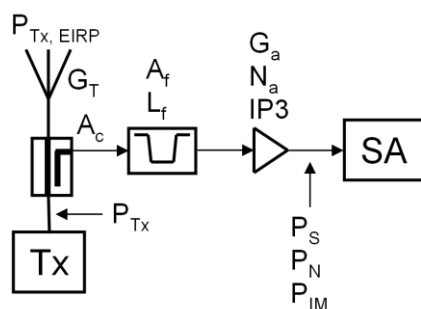 P_Tx, EIRP
G_T
A_c
A_f
L_f
G_a
N_a
IP3
SA
P_Tx
Tx
P_S
P_N
P_IM